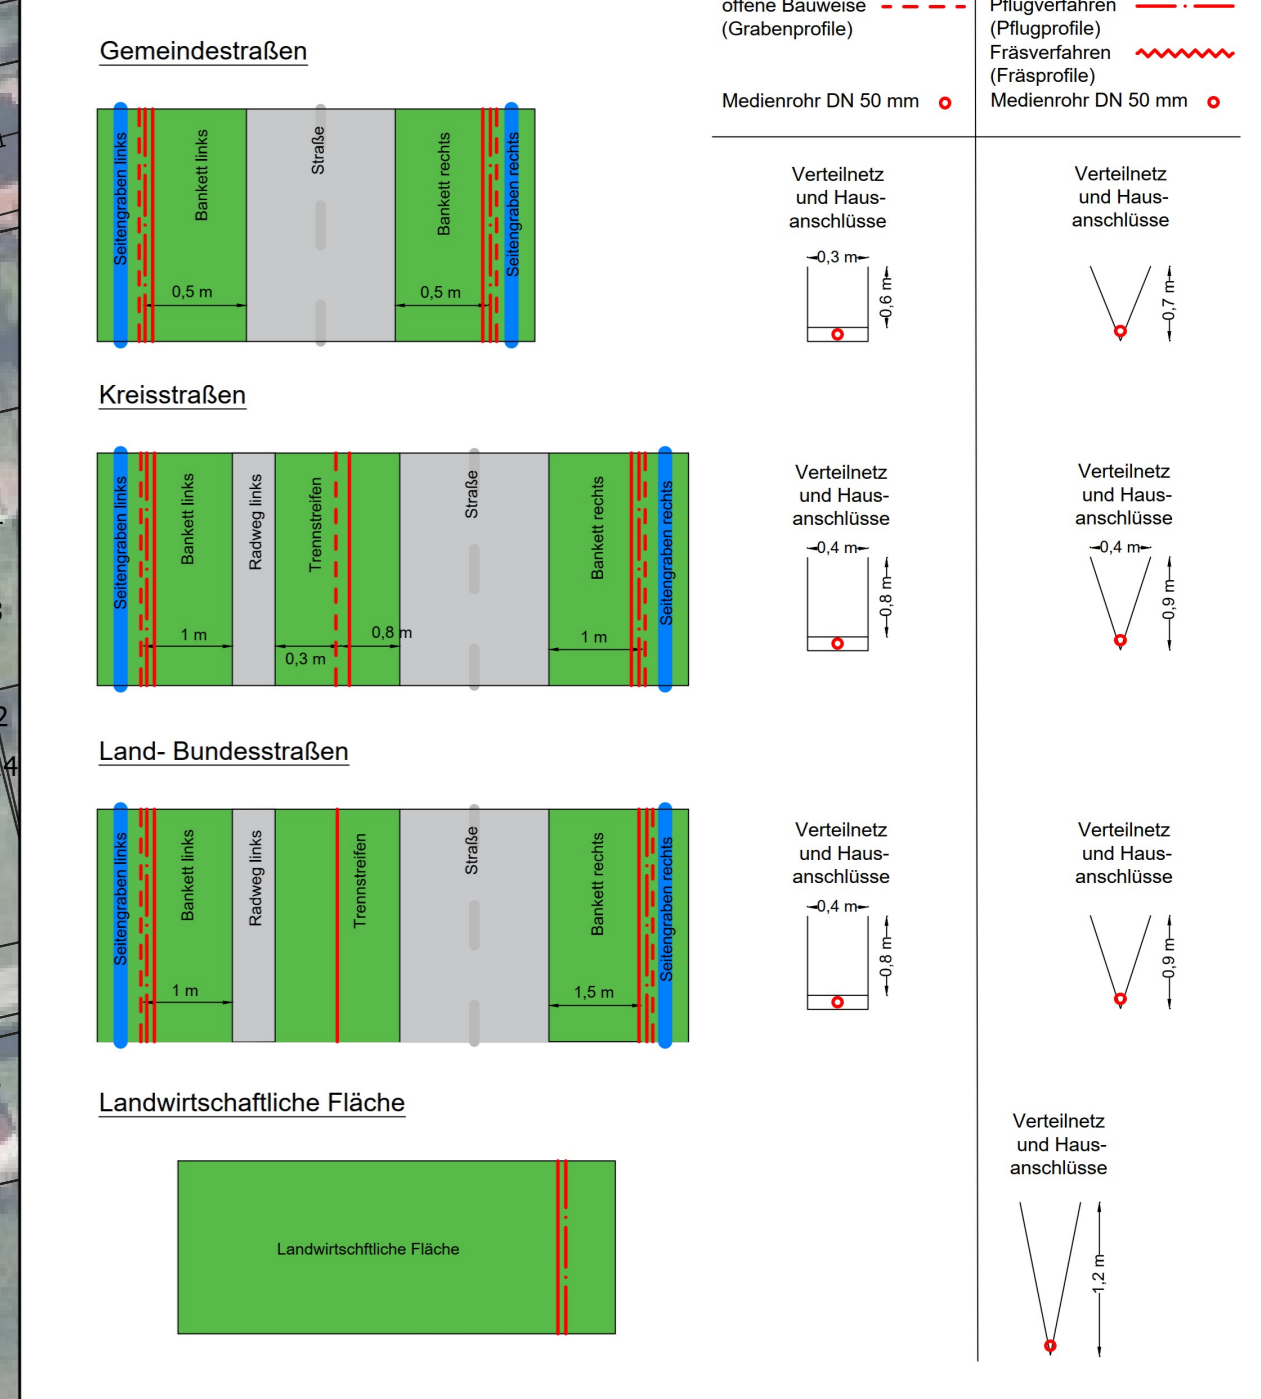 offene Bauweise
(Grabenprofile)
Pflugverfahren
(Pflugprofile)
Fräsverfahren
(Fräsprofile)
Medienrohr DN 50 mm
Medienrohr DN 50 mm
Gemeindestraßen
Seitengraben links
Bankett links
Straße
Bankett rechts
Seitengraben rechts
0,5 m
0,5 m
Verteilnetz
und Haus-
anschlüsse
0,3 m
0,6 m
Verteilnetz
und Haus-
anschlüsse
0,7 m
Kreisstraßen
Seitengraben links
Bankett links
Radweg links
Trennstreifen
Straße
Bankett rechts
Seitengraben rechts
1 m
0,3 m
0,8 m
1 m
Verteilnetz
und Haus-
anschlüsse
0,4 m
0,8 m
Verteilnetz
und Haus-
anschlüsse
0,4 m
0,9 m
Land- Bundesstraßen
Seitengraben links
Bankett links
Radweg links
Trennstreifen
Straße
Bankett rechts
Seitengraben rechts
1 m
1,5 m
Verteilnetz
und Haus-
anschlüsse
0,4 m
0,8 m
Verteilnetz
und Haus-
anschlüsse
0,9 m
Landwirtschaftliche Fläche
Landwirtschftliche Fläche
Verteilnetz
und Haus-
anschlüsse
1,2 m
2
4